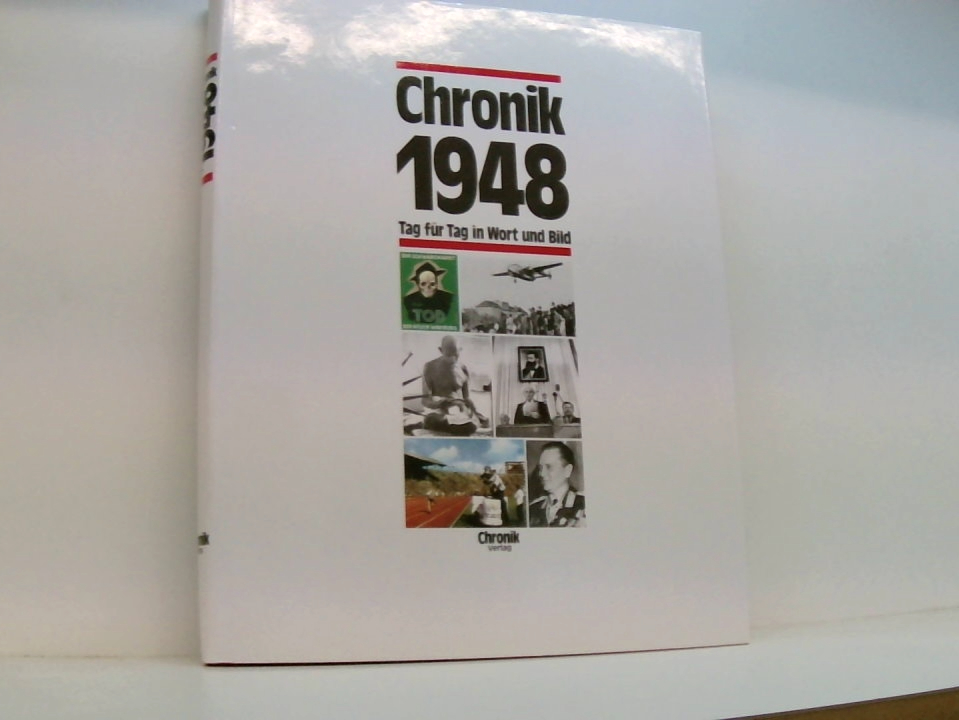 Chronik
1948
Tag für Tag in Wort und Bild
TOD
Chronik
Verlag